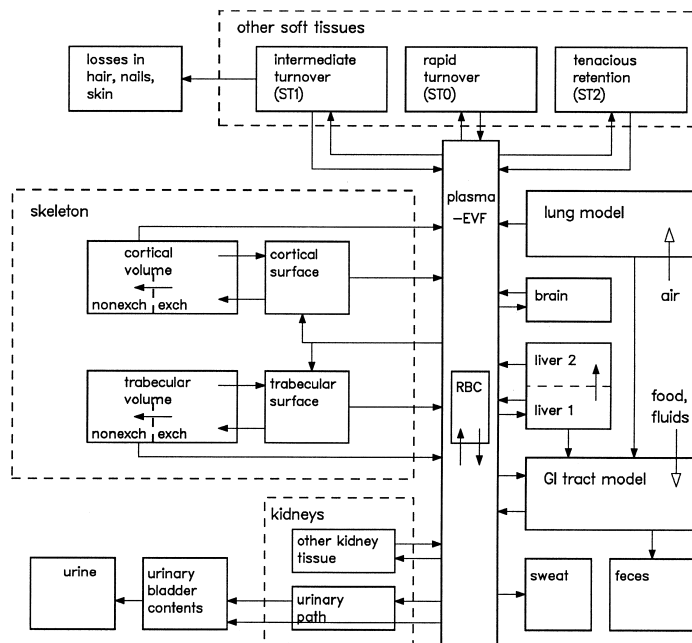 other soft tissues
losses in
hair, nails,
skin
intermediate
turnover
(ST1)
rapid
turnover
(ST0)
tenacious
retention
(ST2)
plasma
-EVF
skeleton
lung model
air
cortical
volume
nonexch exch
cortical
surface
brain
liver 2
liver 1
food,
fluids
trabecular
volume
nonexch exch
trabecular
surface
RBC
GI tract model
kidneys
other kidney
tissue
urinary
path
urine
urinary
bladder
contents
sweat
feces